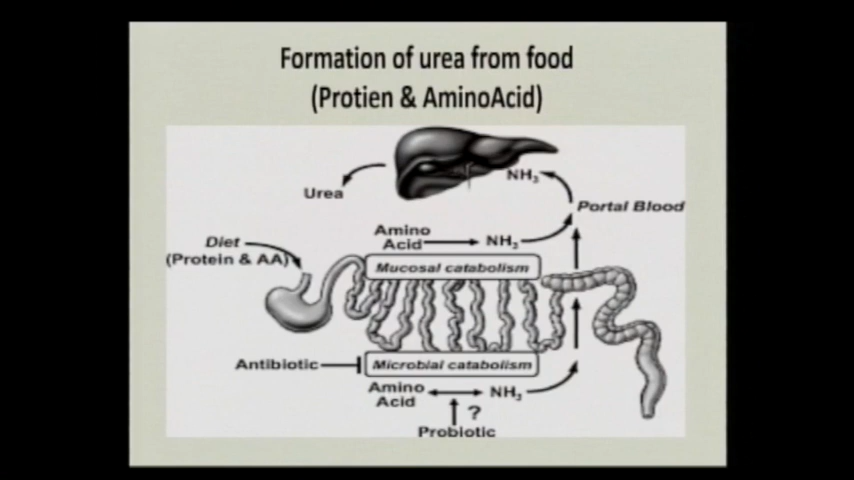 Formation of urea from food
(Protien & AminoAcid)
NH₃
Urea
Portal Blood
Amino
Acid
NH₃
Diet
(Protein & AA)
Mucosal catabolism
Antibiotic
Microbial catabolism
Amino
Acid
NH₃
?
Probiotic